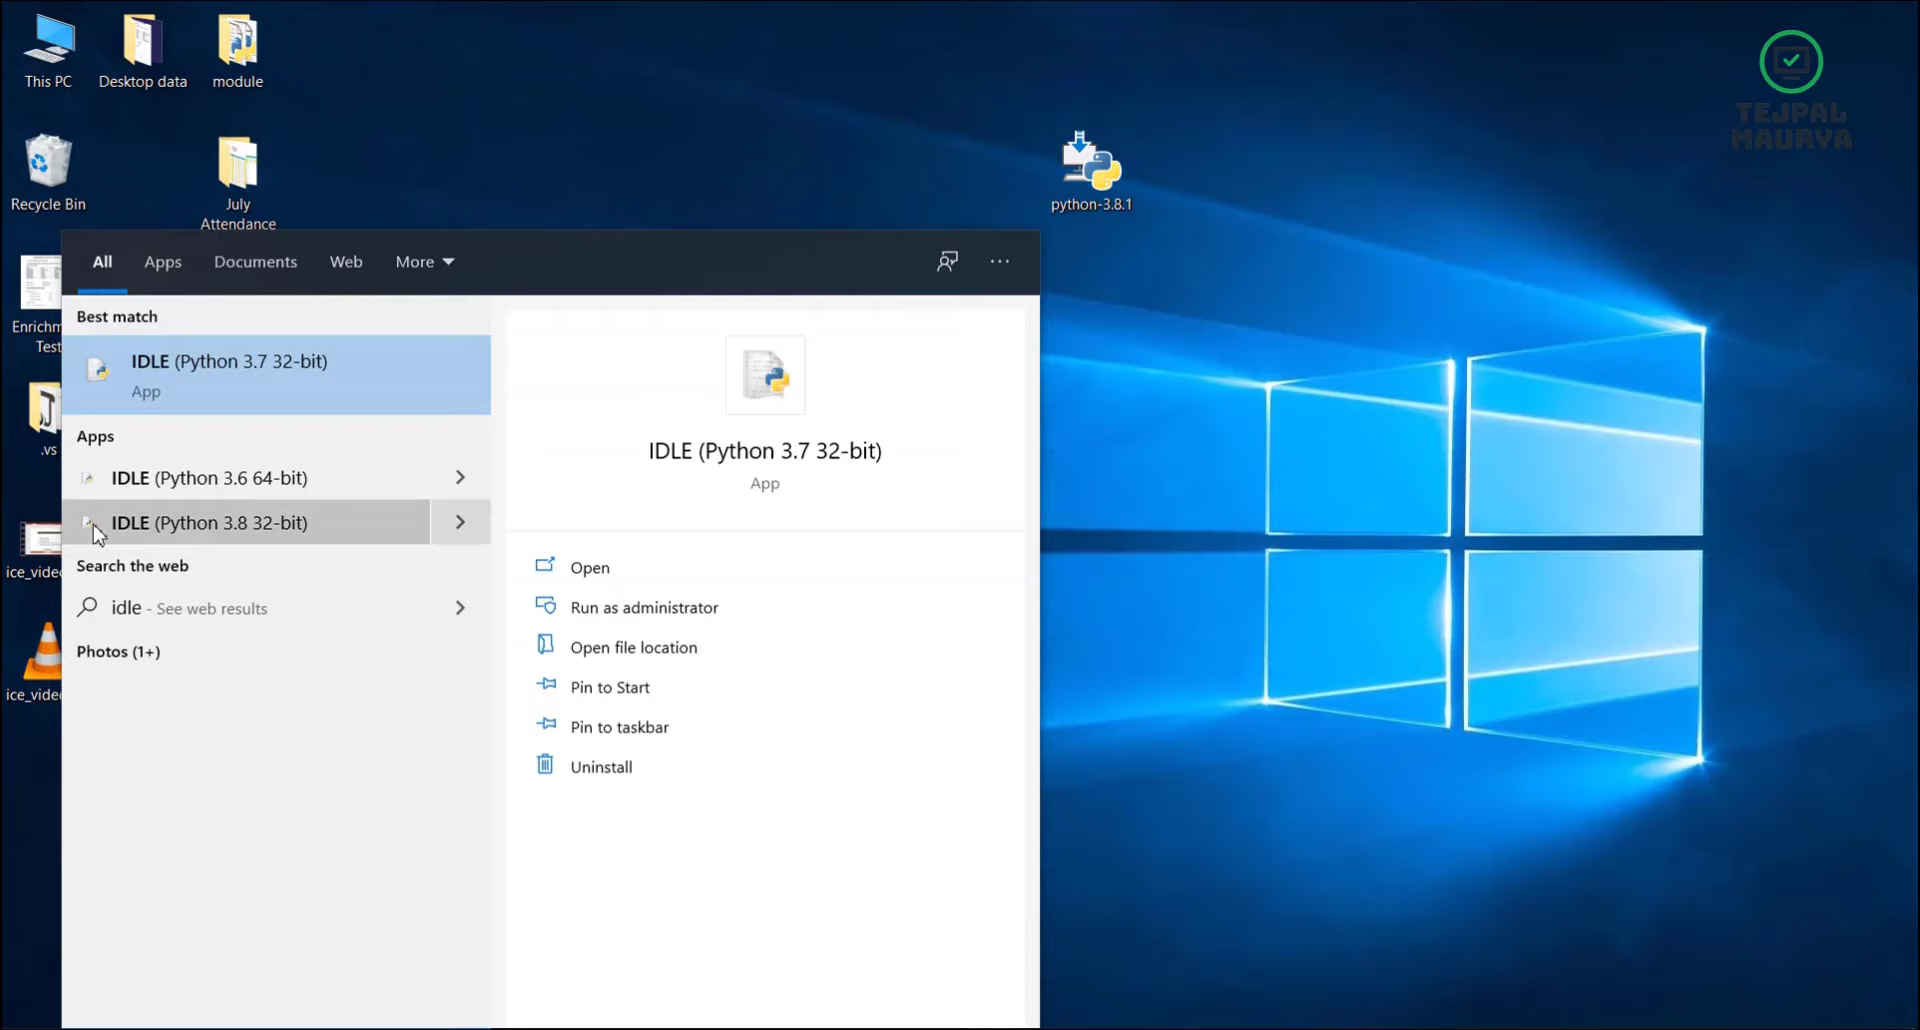 This PC
Desktop data
module
Recycle Bin
July
Attendance
python-3.8.1
TEJPAL
MAURYA
Enrichm
Test
.vs
ice_vide
ice_vide
All
Apps
Documents
Web
More
Best match
IDLE (Python 3.7 32-bit)
App
Apps
IDLE (Python 3.6 64-bit)
IDLE (Python 3.8 32-bit)
Search the web
idle - See web results
Photos (1+)
IDLE (Python 3.7 32-bit)
App
Open
Run as administrator
Open file location
Pin to Start
Pin to taskbar
Uninstall